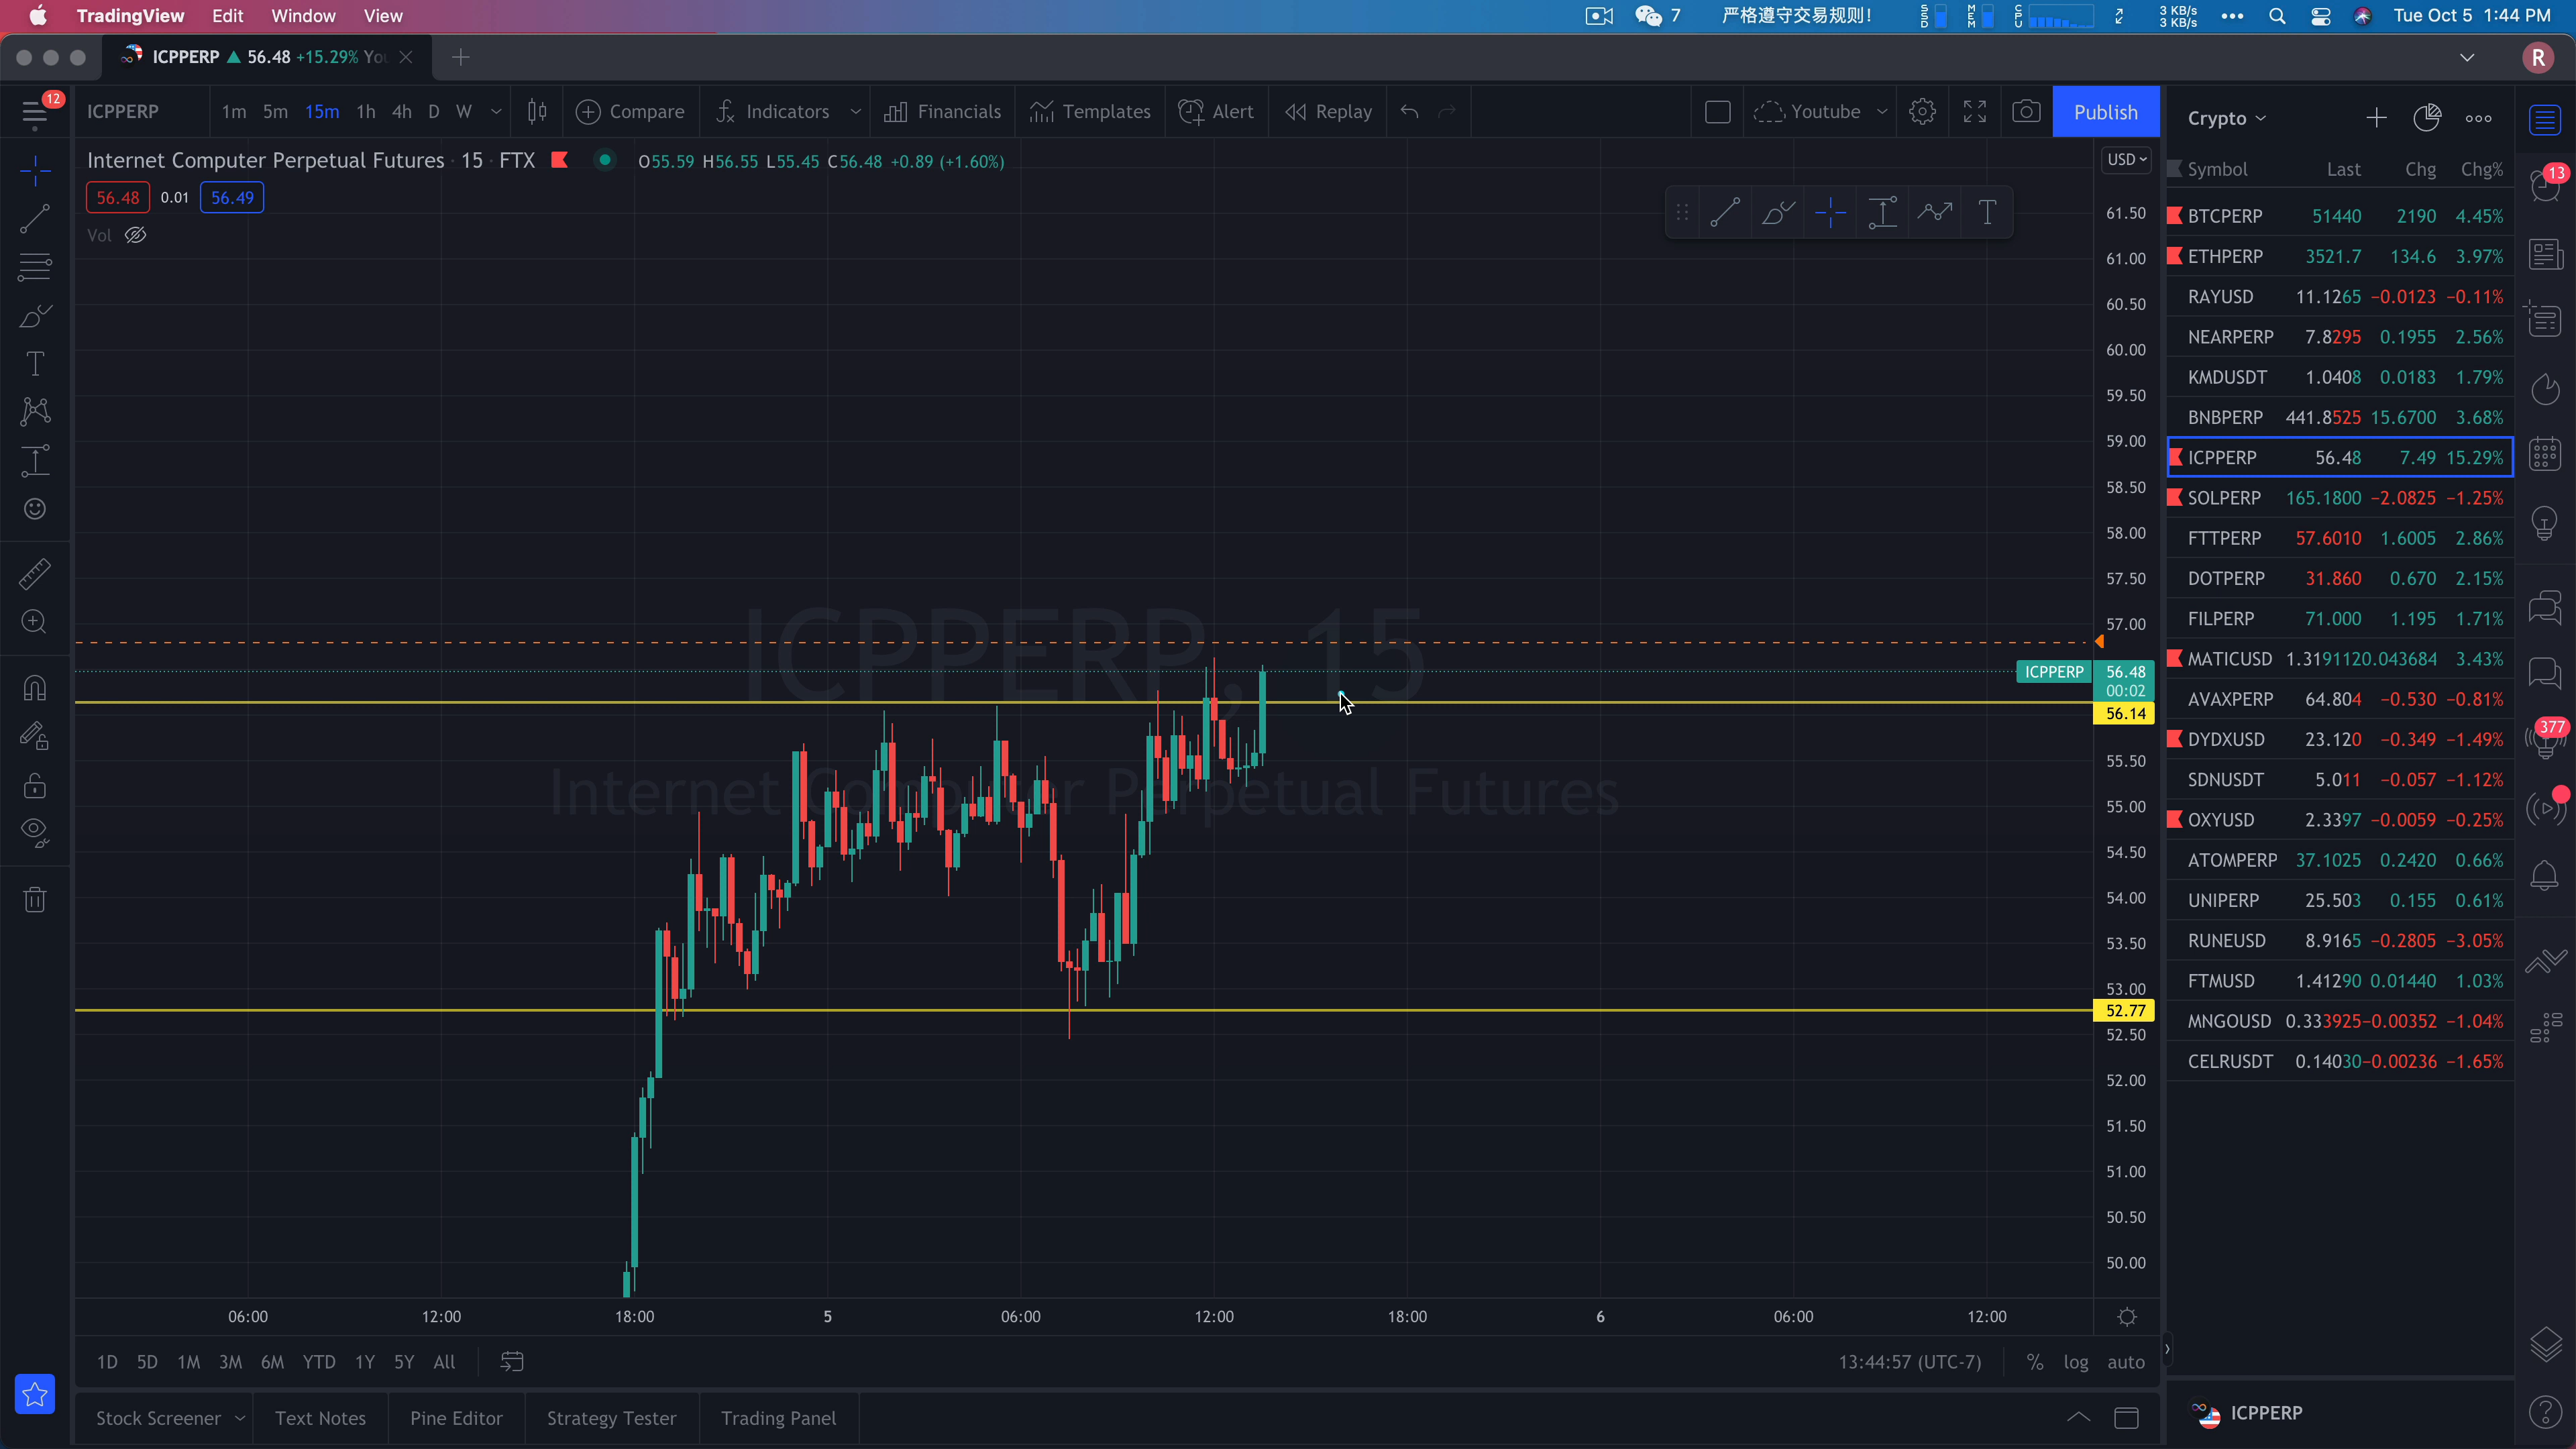 TradingView Edit Window View 7 严格遵守交易规则! SSD MEM CPU 3 KB/s 3 KB/s Tue Oct 5 1:44 PM
ICPPERP ▲ 56.48 +15.29% You R
12 ICPPERP 1m 5m 15m 1h 4h D W Compare Indicators Financials Templates Alert Replay Youtube Publish
Internet Computer Perpetual Futures · 15 · FTX O55.59 H56.55 L55.45 C56.48 +0.89 (+1.60%)
56.48 0.01 56.49
Vol
USD
61.50
61.00
60.50
60.00
59.50
59.00
58.50
58.00
57.50
57.00
ICPPERP 56.48
00:02
56.14
55.50
55.00
54.50
54.00
53.50
53.00
52.77
52.50
52.00
51.50
51.00
50.50
50.00
ICPPERP, 15
Internet Computer Perpetual Futures
06:00 12:00 18:00 5 06:00 12:00 18:00 6 06:00 12:00
1D 5D 1M 3M 6M YTD 1Y 5Y All 13:44:57 (UTC-7) % log auto
Stock Screener Text Notes Pine Editor Strategy Tester Trading Panel
Crypto
Symbol Last Chg Chg%
BTCPERP 51440 2190 4.45%
ETHPERP 3521.7 134.6 3.97%
RAYUSD 11.1265 −0.0123 −0.11%
NEARPERP 7.8295 0.1955 2.56%
KMDUSDT 1.0408 0.0183 1.79%
BNBPERP 441.8525 15.6700 3.68%
ICPPERP 56.48 7.49 15.29%
SOLPERP 165.1800 −2.0825 −1.25%
FTTPERP 57.6010 1.6005 2.86%
DOTPERP 31.860 0.670 2.15%
FILPERP 71.000 1.195 1.71%
MATICUSD 1.3191120.043684 3.43%
AVAXPERP 64.804 −0.530 −0.81%
DYDXUSD 23.120 −0.349 −1.49%
SDNUSDT 5.011 −0.057 −1.12%
OXYUSD 2.3397 −0.0059 −0.25%
ATOMPERP 37.1025 0.2420 0.66%
UNIPERP 25.503 0.155 0.61%
RUNEUSD 8.9165 −0.2805 −3.05%
FTMUSD 1.41290 0.01440 1.03%
MNGOUSD 0.333925−0.00352 −1.04%
CELRUSDT 0.14030−0.00236 −1.65%
ICPPERP
13
377